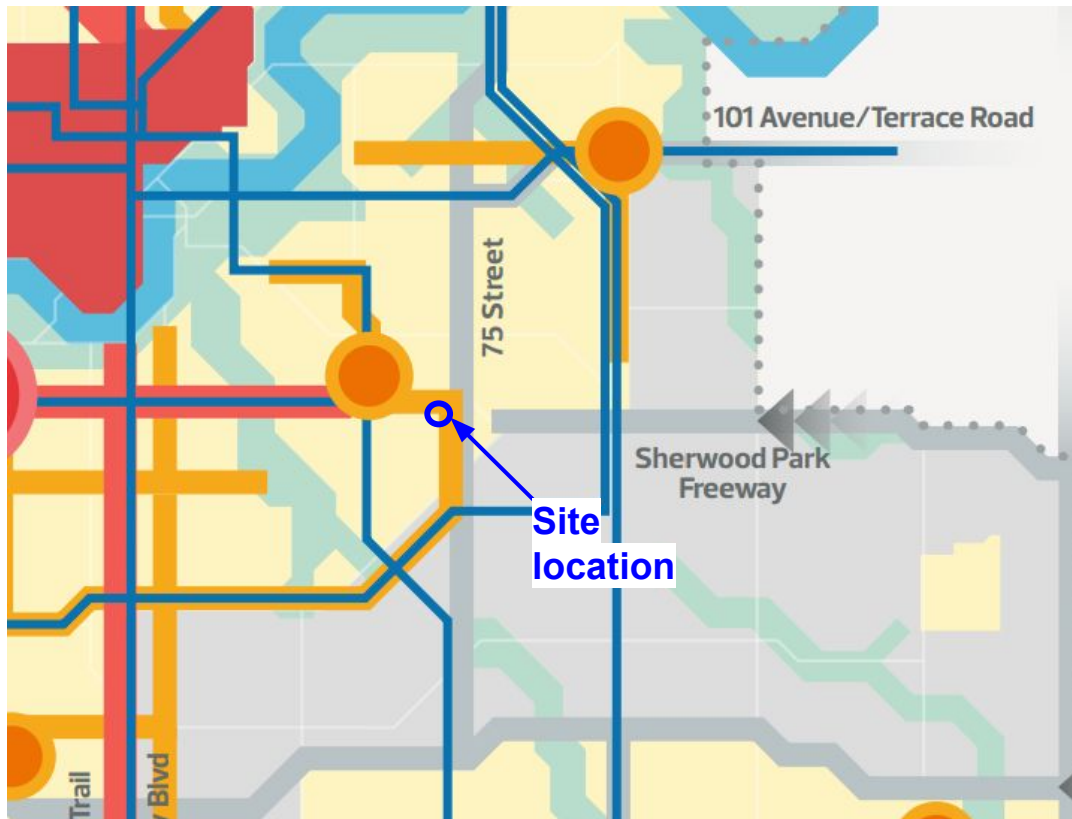 101 Avenue/Terrace Road
75 Street
Sherwood Park
Freeway
Site
location
Trail
Blvd